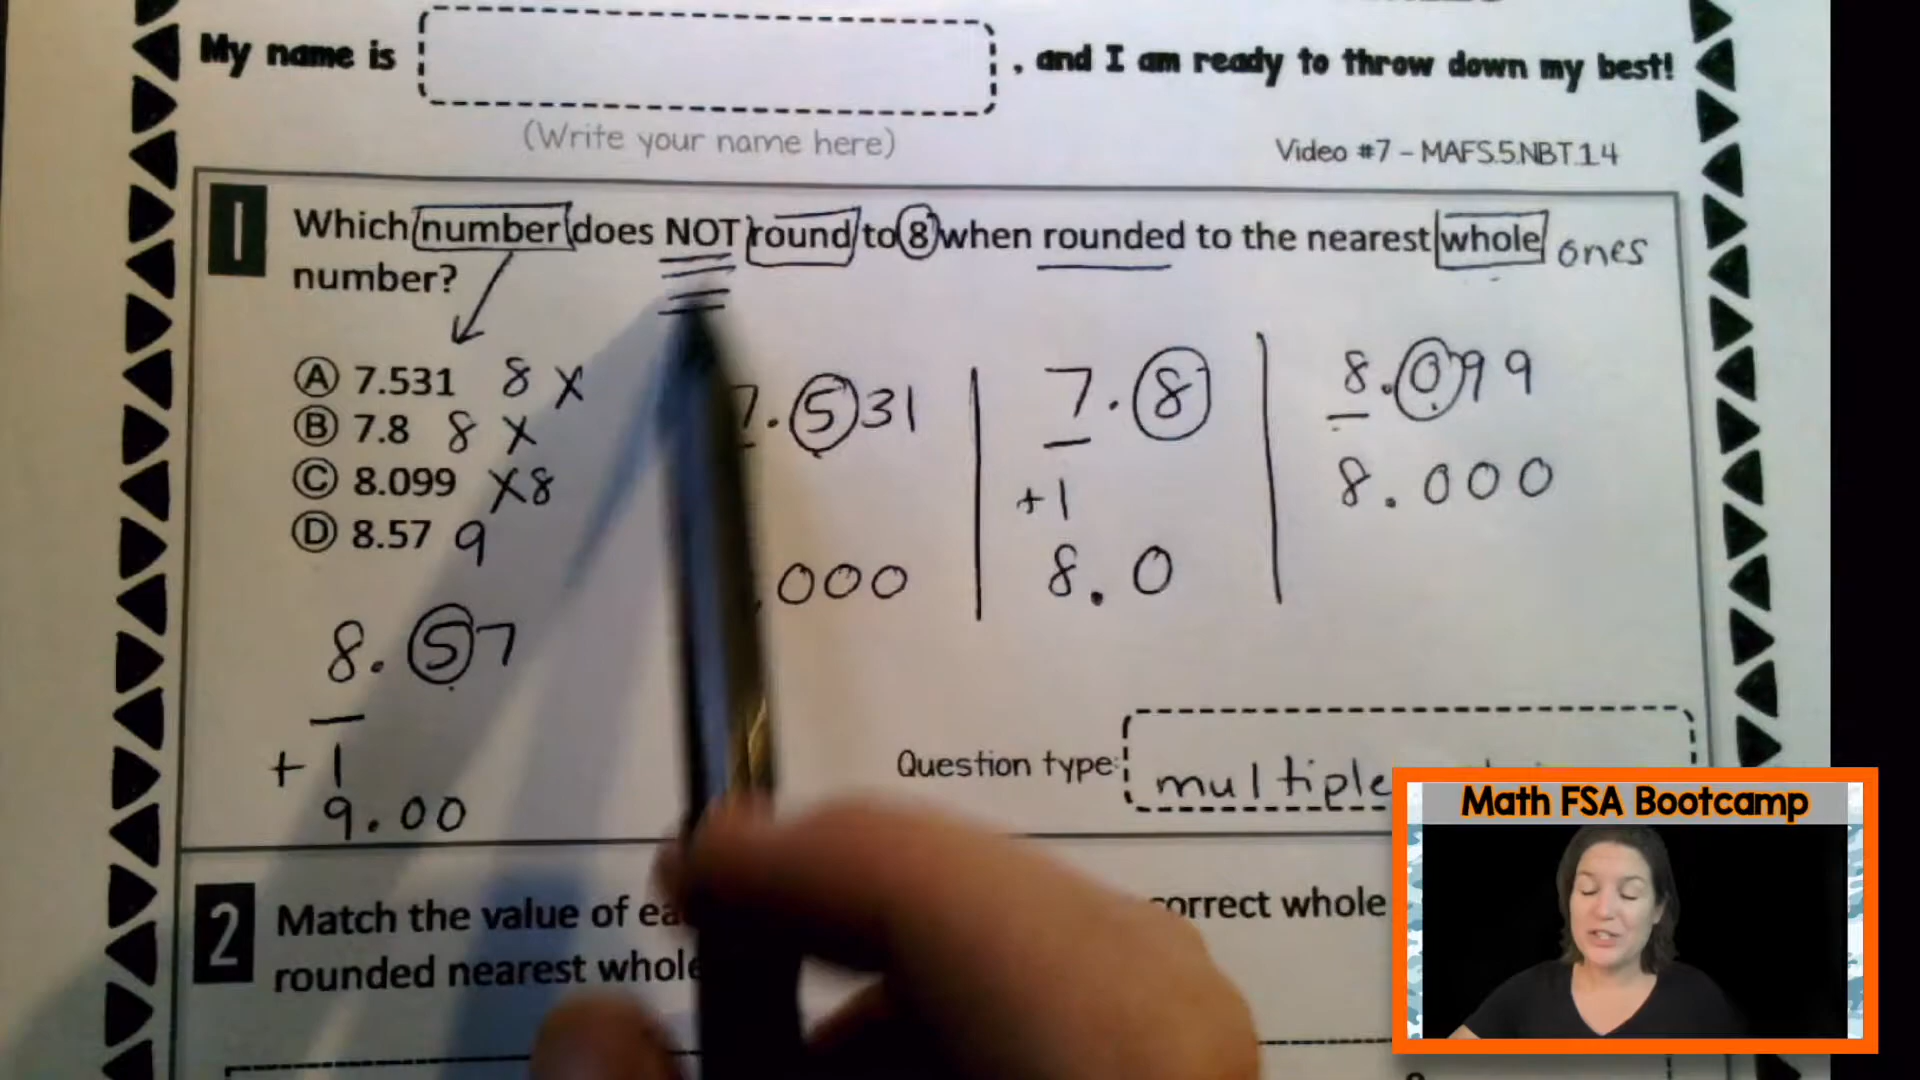 My name is , and I am ready to throw down my best!
(Write your name here)
Video #7 - MAFS.5.NBT.1.4
1 Which number does NOT round to 8 when rounded to the nearest whole ones
number?
A 7.531 8 X
B 7.8 8 X
C 8.099 X8
D 8.57 9
7.531
.000
7.8
+1
8.0
8.099
8.000
8.57
+1
9.00
Question type: multiple
Math FSA Bootcamp
2 Match the value of correct whole
rounded nearest whole